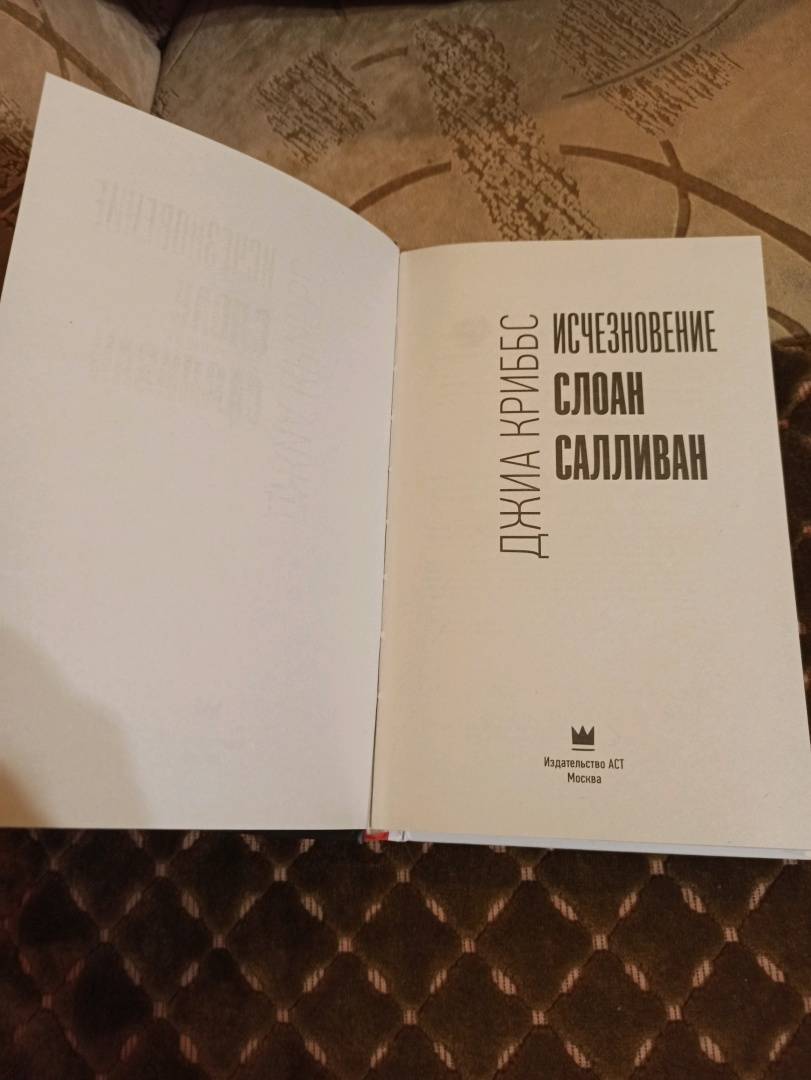 ДЖИА КРИББС
ИСЧЕЗНОВЕНИЕ
СЛОАН
САЛЛИВАН
Издательство АСТ
Москва